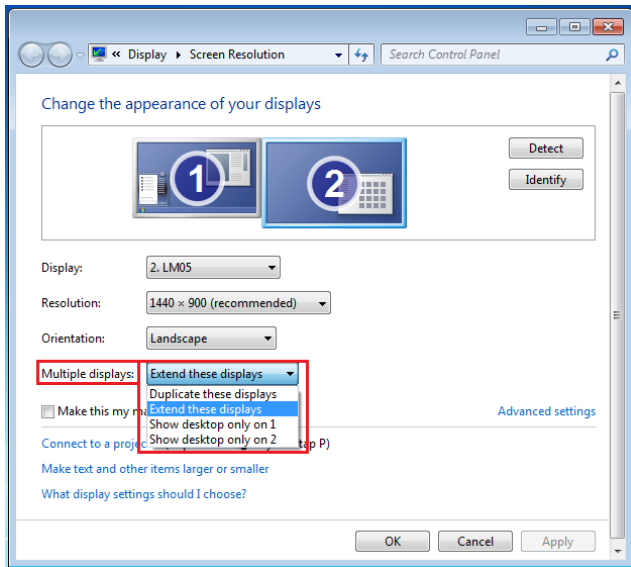 « Display Screen Resolution
Search Control Panel
Change the appearance of your displays
1
2
Detect
Identify
Display: 2. LM05
Resolution: 1440 × 900 (recommended)
Orientation: Landscape
Multiple displays: Extend these displays
Duplicate these displays
Extend these displays
Show desktop only on 1
Show desktop only on 2
Make this my
Advanced settings
Connect to a tap P)
Make text and other items larger or smaller
What display settings should I choose?
OK Cancel Apply